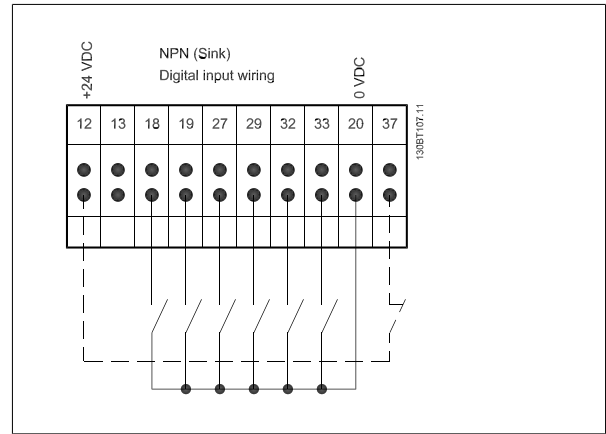 NPN (Sink)
Digital input wiring
+24 VDC
0 VDC
12 13 18 19 27 29 32 33 20 37
130BT107.11